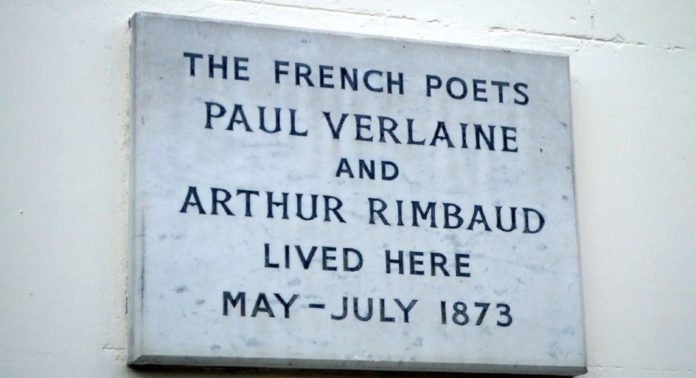 THE FRENCH POETS
PAUL VERLAINE
AND
ARTHUR RIMBAUD
LIVED HERE
MAY–JULY 1873